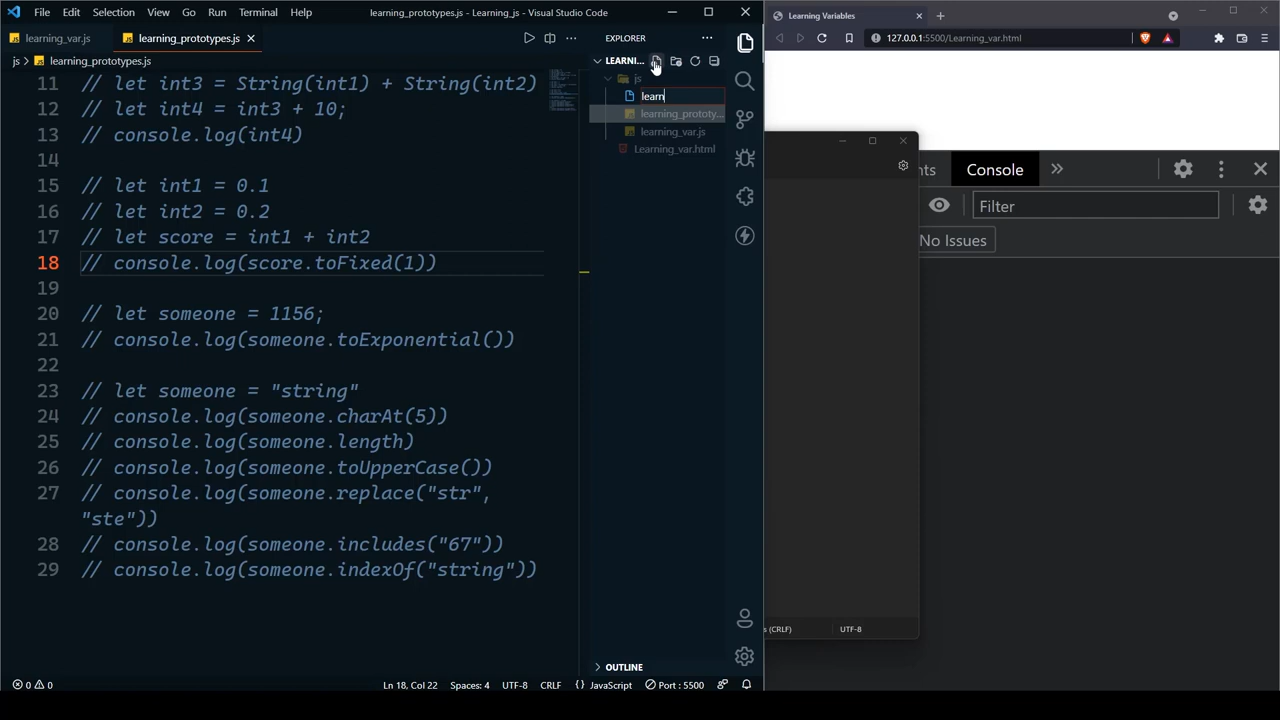 File Edit Selection View Go Run Terminal Help learning_prototypes.js - Learning_js - Visual Studio Code
learning_var.js learning_prototypes.js
js > learning_prototypes.js
11 // let int3 = String(int1) + String(int2)
12 // let int4 = int3 + 10;
13 // console.log(int4)
14
15 // let int1 = 0.1
16 // let int2 = 0.2
17 // let score = int1 + int2
18 // console.log(score.toFixed(1))
19
20 // let someone = 1156;
21 // console.log(someone.toExponential())
22
23 // let someone = "string"
24 // console.log(someone.charAt(5))
25 // console.log(someone.length)
26 // console.log(someone.toUpperCase())
27 // console.log(someone.replace("str",
"ste"))
28 // console.log(someone.includes("67"))
29 // console.log(someone.indexOf("string"))
EXPLORER
LEARNI...
js
learn
learning_prototy...
learning_var.js
Learning_var.html
OUTLINE
0 0 Ln 18, Col 22 Spaces: 4 UTF-8 CRLF {} JavaScript Port : 5500
Learning Variables
127.0.0.1:5500/Learning_var.html
nts Console
Filter
No Issues
s (CRLF) UTF-8